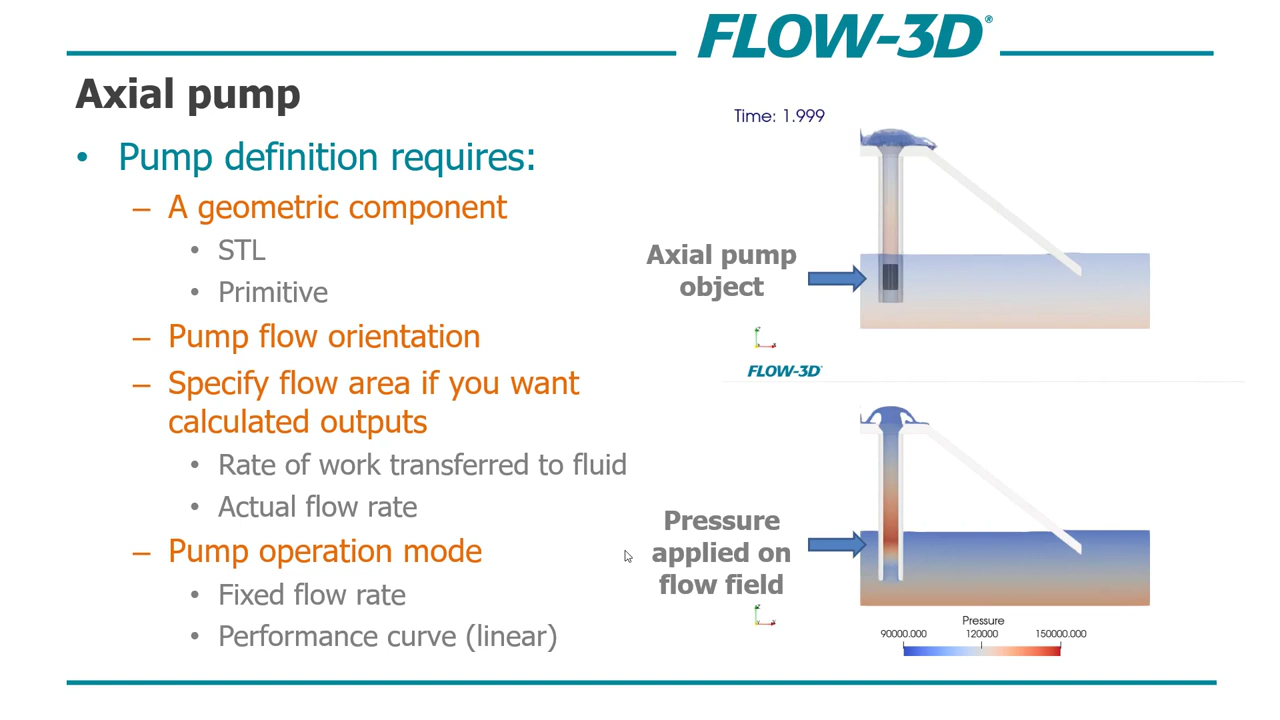 FLOW-3D®
Axial pump
• Pump definition requires:
– A geometric component
• STL
• Primitive
– Pump flow orientation
– Specify flow area if you want
calculated outputs
• Rate of work transferred to fluid
• Actual flow rate
– Pump operation mode
• Fixed flow rate
• Performance curve (linear)
Time: 1.999
Axial pump
object
FLOW-3D®
Pressure
applied on
flow field
Pressure
90000.000 120000 150000.000